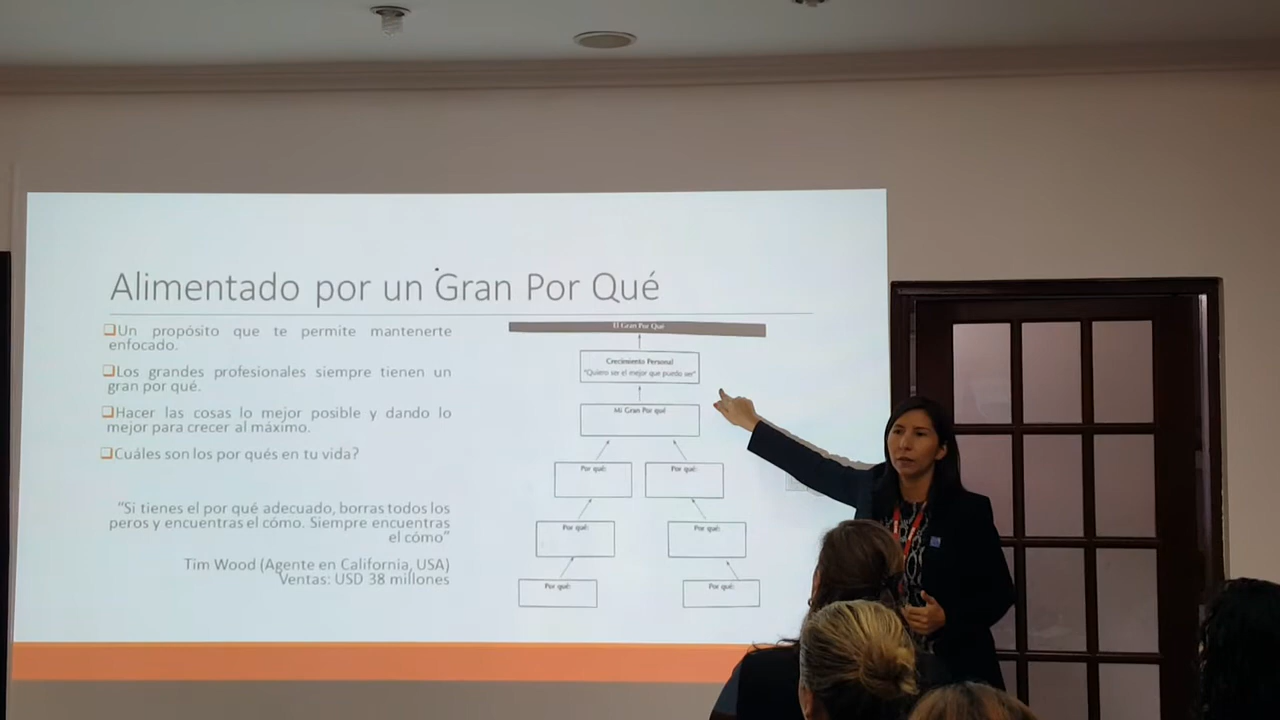 Alimentado por un Gran Por Qué
Un propósito que te permite mantenerte
enfocado.
Los grandes profesionales siempre tienen un
gran por qué.
Hacer las cosas lo mejor posible y dando lo
mejor para crecer al máximo.
Cuáles son los por qués en tu vida?
"Si tienes el por qué adecuado, borras todos los
peros y encuentras el cómo. Siempre encuentras
el cómo"
Tim Wood (Agente en California, USA)
Ventas: USD 38 millones
El Gran Por Qué
Crecimiento Personal
"Quiero ser el mejor que puedo ser"
Mi Gran Por qué
Por qué:
Por qué:
Por qué:
Por qué:
Por qué:
Por qué: